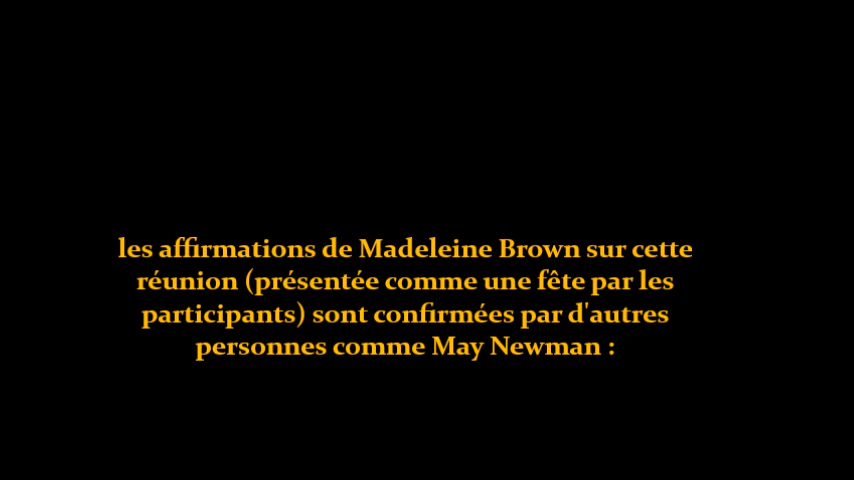 les affirmations de Madeleine Brown sur cette
réunion (présentée comme une fête par les
participants) sont confirmées par d'autres
personnes comme May Newman :